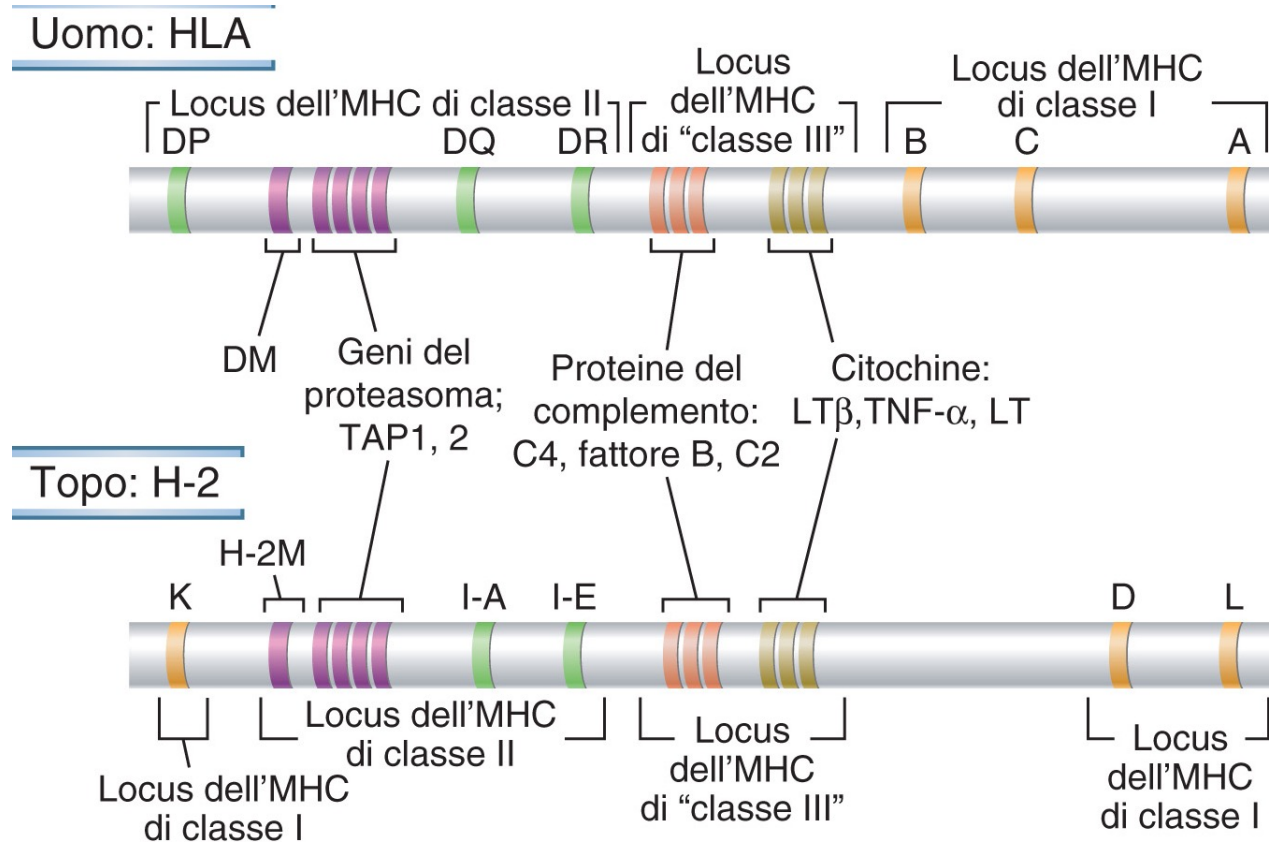 Uomo: HLA
Locus dell'MHC di classe II
DP
DQ
DR
Locus
dell'MHC
di “classe III”
Locus dell'MHC
di classe I
B
C
A
DM
Geni del
proteasoma;
TAP1, 2
Proteine del
complemento:
C4, fattore B, C2
Citochine:
LTβ,TNF-α, LT
Topo: H-2
H-2M
K
I-A
I-E
D
L
Locus dell'MHC
di classe I
Locus dell'MHC
di classe II
Locus
dell'MHC
di “classe III”
Locus
dell'MHC
di classe I